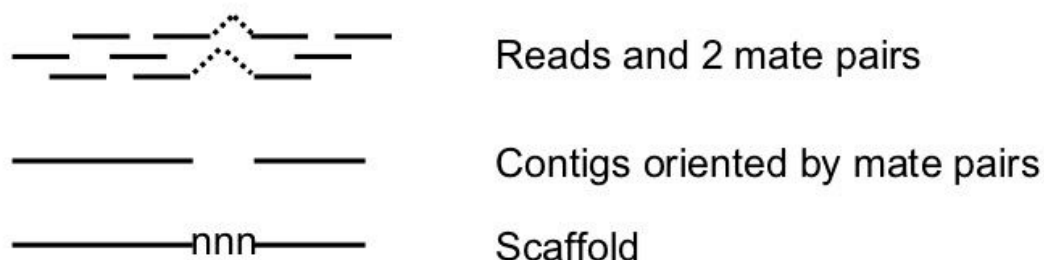 Reads and 2 mate pairs
Contigs oriented by mate pairs
nnn
Scaffold